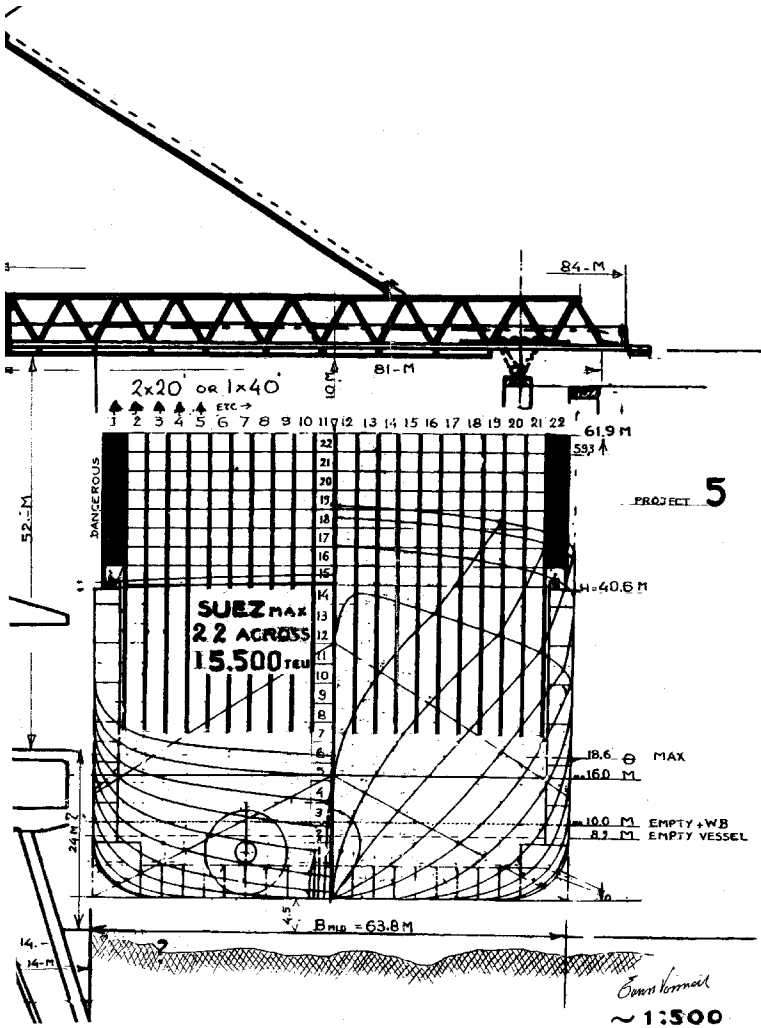 84-M
81-M
10 M
2x20' OR 1x40'
ETC→
1 2 3 4 5 6 7 8 9 10 11 12 13 14 15 16 17 18 19 20 21 22
61.9 M
593
22
21
20
19
18
17
16
15
14
13
12
11
10
9
8
7
6
5
4
3
2
DANGEROUS
52-M
PROJECT 5
H=40.6 M
SUEZ MAX
22 ACROSS
15.500 TEU
18.6 MAX
16.0 M
10.0 M EMPTY+WB
8.9 M EMPTY VESSEL
24 M ?
4.5
B MLD = 63.8 M
14.-
14-M
?
~ 1:500